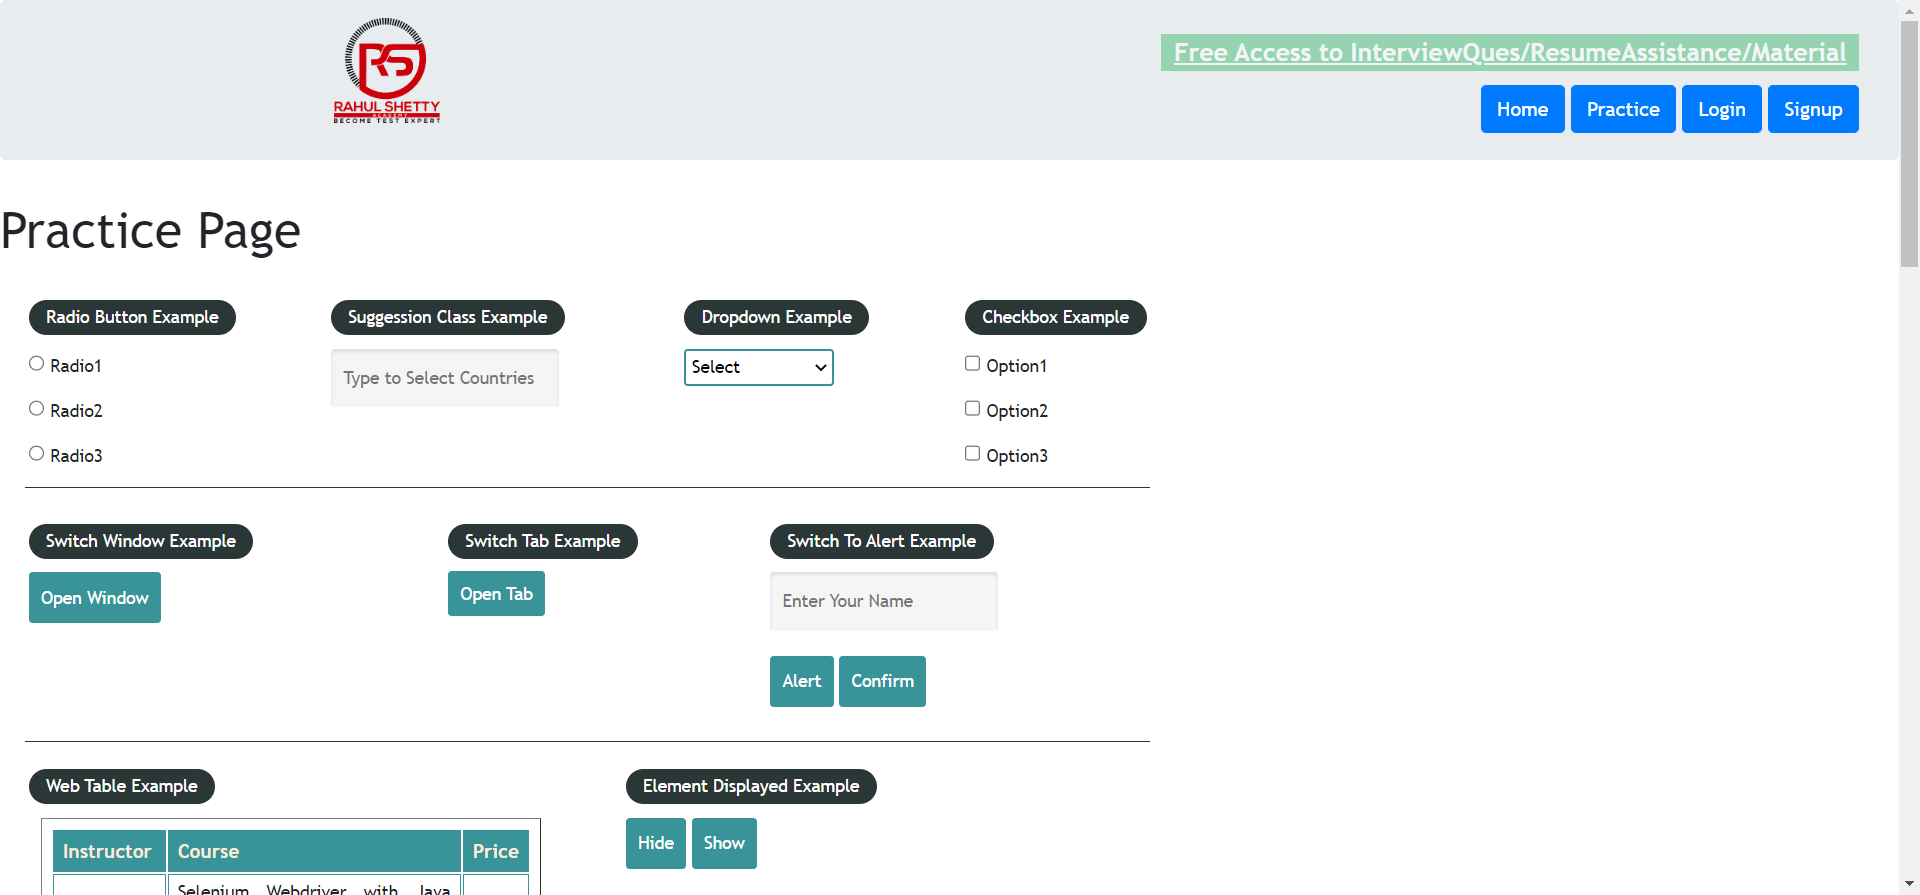 RAHUL SHETTY
ACADEMY
BECOME TEST EXPERT
Free Access to InterviewQues/ResumeAssistance/Material
Home Practice Login Signup
Practice Page
Radio Button Example Suggession Class Example Dropdown Example Checkbox Example
Radio1 Type to Select Countries Select Option1
Radio2 Option2
Radio3 Option3
Switch Window Example Switch Tab Example Switch To Alert Example
Open Window Open Tab Enter Your Name
Alert Confirm
Web Table Example Element Displayed Example
Instructor Course Price Hide Show
Selenium Webdriver with Java